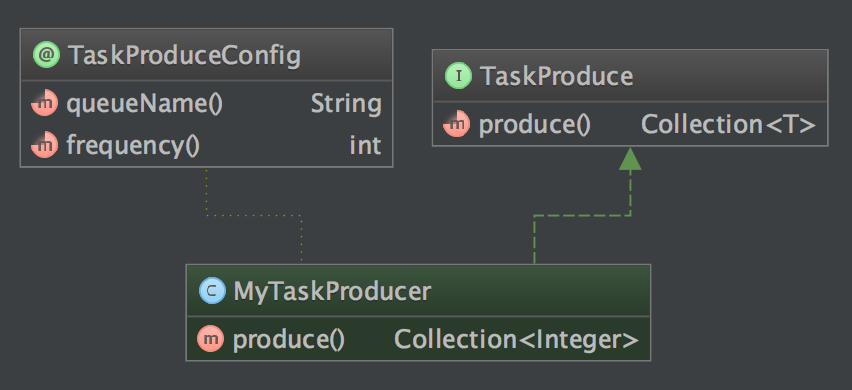 @ TaskProduceConfig
m queueName() String
m frequency() int
I TaskProduce
m produce() Collection<T>
C MyTaskProducer
m produce() Collection<Integer>